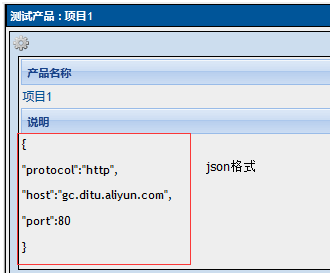 测试产品 : 项目1
产品名称
项目1
说明
{
"protocol":"http",
"host":"gc.ditu.aliyun.com",
json格式
"port":80
}